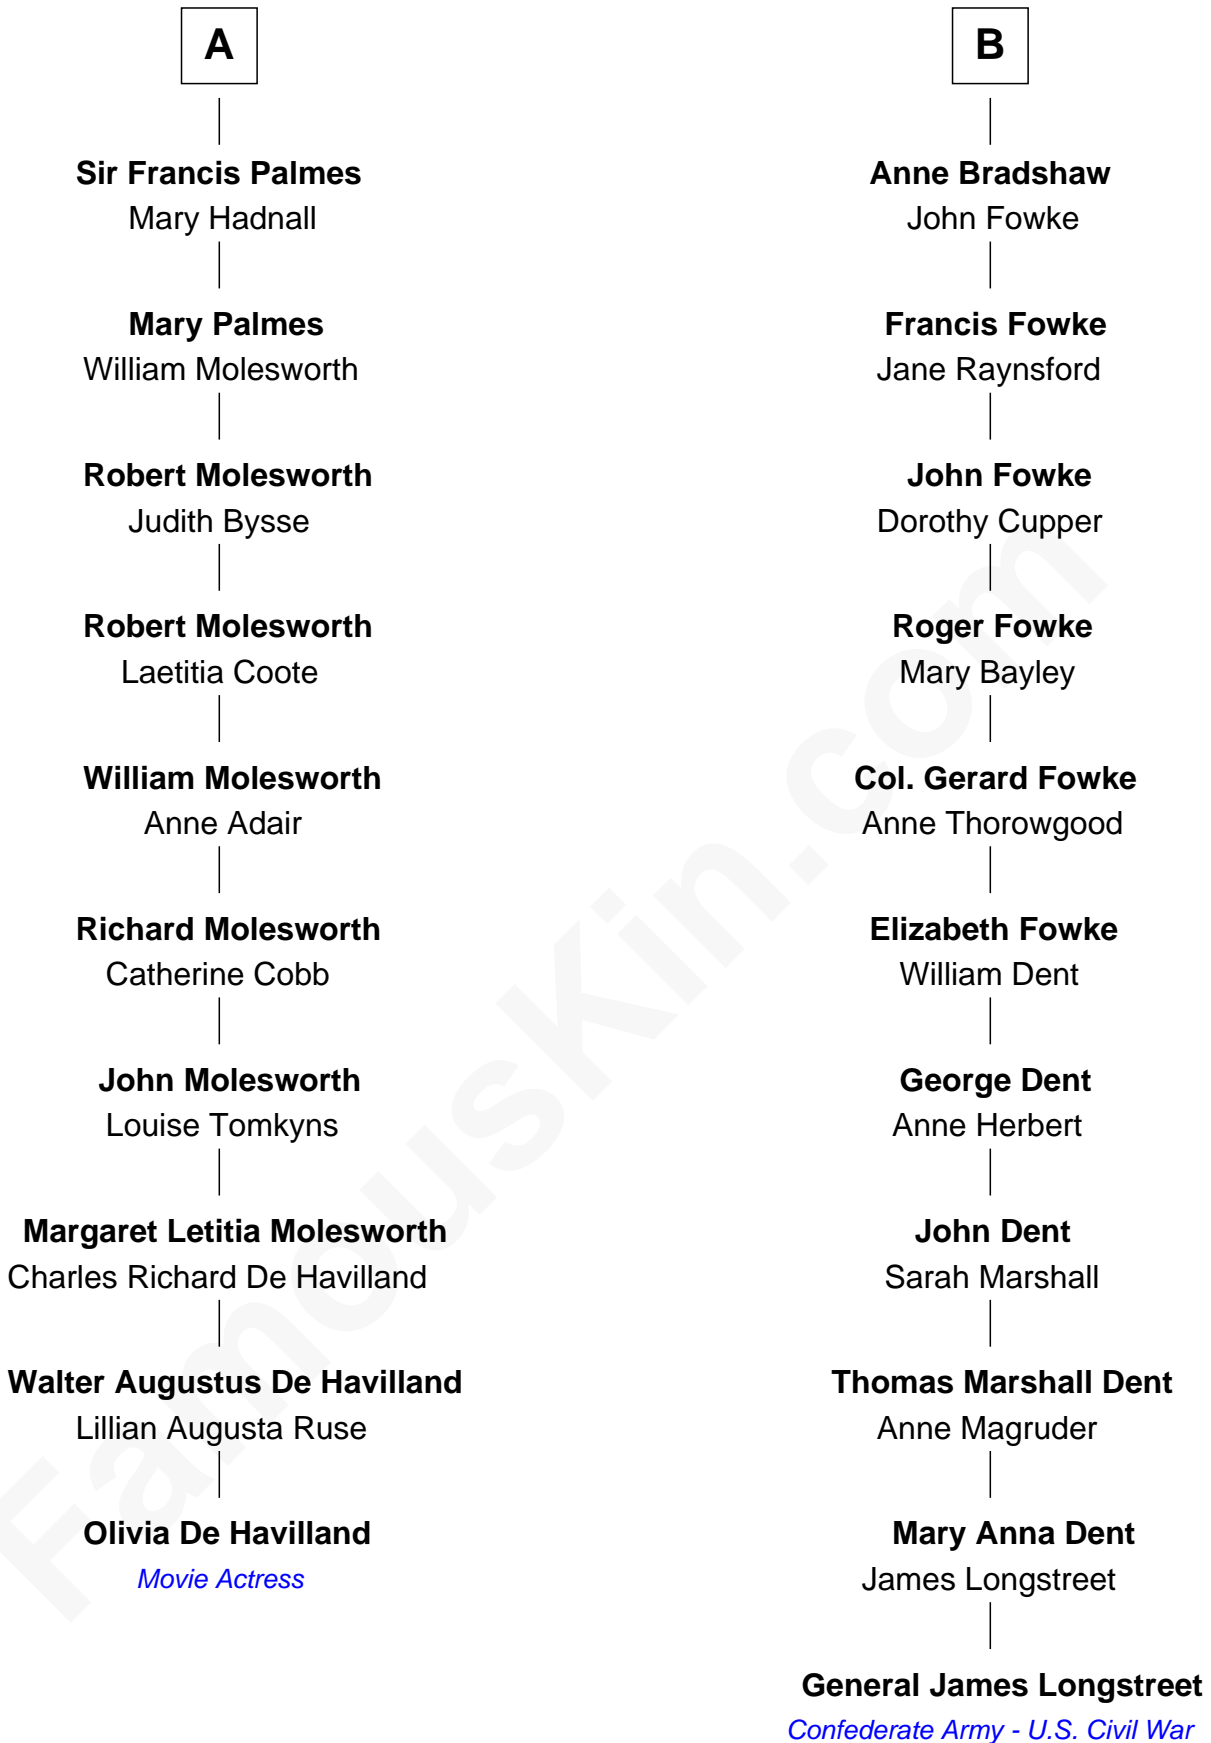 A
Sir Francis Palmes
Mary Hadnall
Mary Palmes
William Molesworth
Robert Molesworth
Judith Bysse
Robert Molesworth
Laetitia Coote
William Molesworth
Anne Adair
Richard Molesworth
Catherine Cobb
John Molesworth
Louise Tomkyns
Margaret Letitia Molesworth
Charles Richard De Havilland
Walter Augustus De Havilland
Lillian Augusta Ruse
Olivia De Havilland
Movie Actress
B
Anne Bradshaw
John Fowke
Francis Fowke
Jane Raynsford
John Fowke
Dorothy Cupper
Roger Fowke
Mary Bayley
Col. Gerard Fowke
Anne Thorowgood
Elizabeth Fowke
William Dent
George Dent
Anne Herbert
John Dent
Sarah Marshall
Thomas Marshall Dent
Anne Magruder
Mary Anna Dent
James Longstreet
General James Longstreet
Confederate Army - U.S. Civil War
FamousKin.com